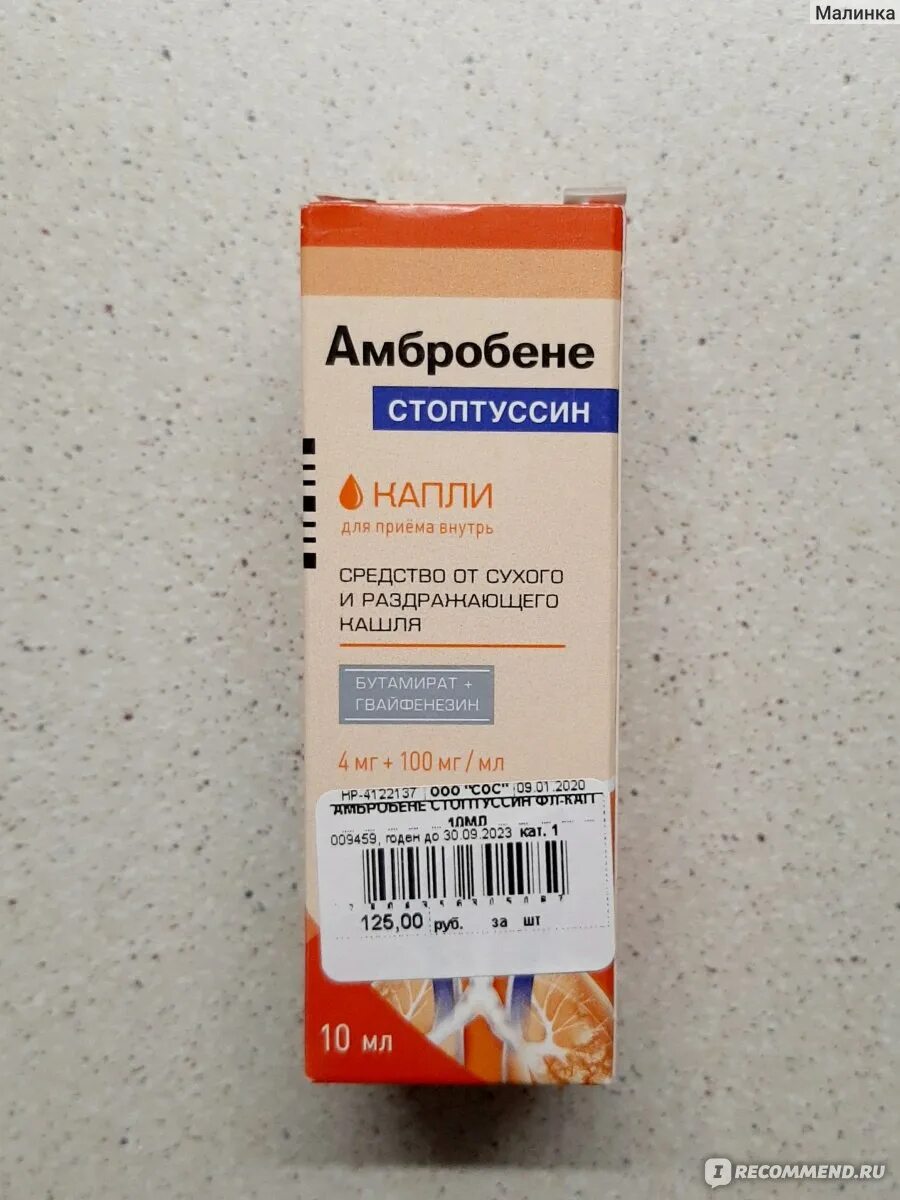 Малинка
Амбробене
СТОПТУССИН
КАПЛИ
для приёма внутрь
СРЕДСТВО ОТ СУХОГО
И РАЗДРАЖАЮЩЕГО
КАШЛЯ
БУТАМИРАТ +
ГВАЙФЕНЕЗИН
4 мг + 100 мг / мл
НР-4122137 ООО "СОС" 09.01.2020
АМБРОБЕНЕ СТОПТУССИН ФЛ-КАП
10МЛ
009459, годен до 30.09.2023 кат. 1
125,00 руб. за шт
10 мл
IRECOMMEND.RU